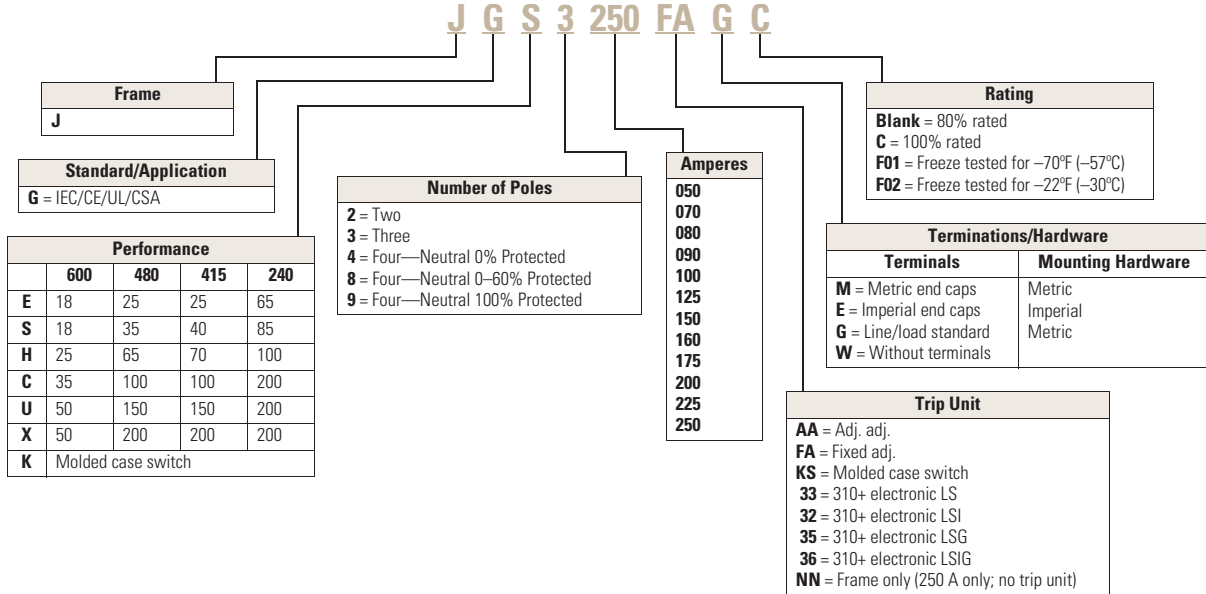 J G S 3 250 FA G C
Frame
J
Standard/Application
G = IEC/CE/UL/CSA
Performance
600 480 415 240
E 18 25 25 65
S 18 35 40 85
H 25 65 70 100
C 35 100 100 200
U 50 150 150 200
X 50 200 200 200
K Molded case switch
Number of Poles
2 = Two
3 = Three
4 = Four—Neutral 0% Protected
8 = Four—Neutral 0–60% Protected
9 = Four—Neutral 100% Protected
Amperes
050
070
080
090
100
125
150
160
175
200
225
250
Rating
Blank = 80% rated
C = 100% rated
F01 = Freeze tested for –70ºF (–57ºC)
F02 = Freeze tested for –22ºF (–30ºC)
Terminations/Hardware
Terminals Mounting Hardware
M = Metric end caps Metric
E = Imperial end caps Imperial
G = Line/load standard Metric
W = Without terminals
Trip Unit
AA = Adj. adj.
FA = Fixed adj.
KS = Molded case switch
33 = 310+ electronic LS
32 = 310+ electronic LSI
35 = 310+ electronic LSG
36 = 310+ electronic LSIG
NN = Frame only (250 A only; no trip unit)